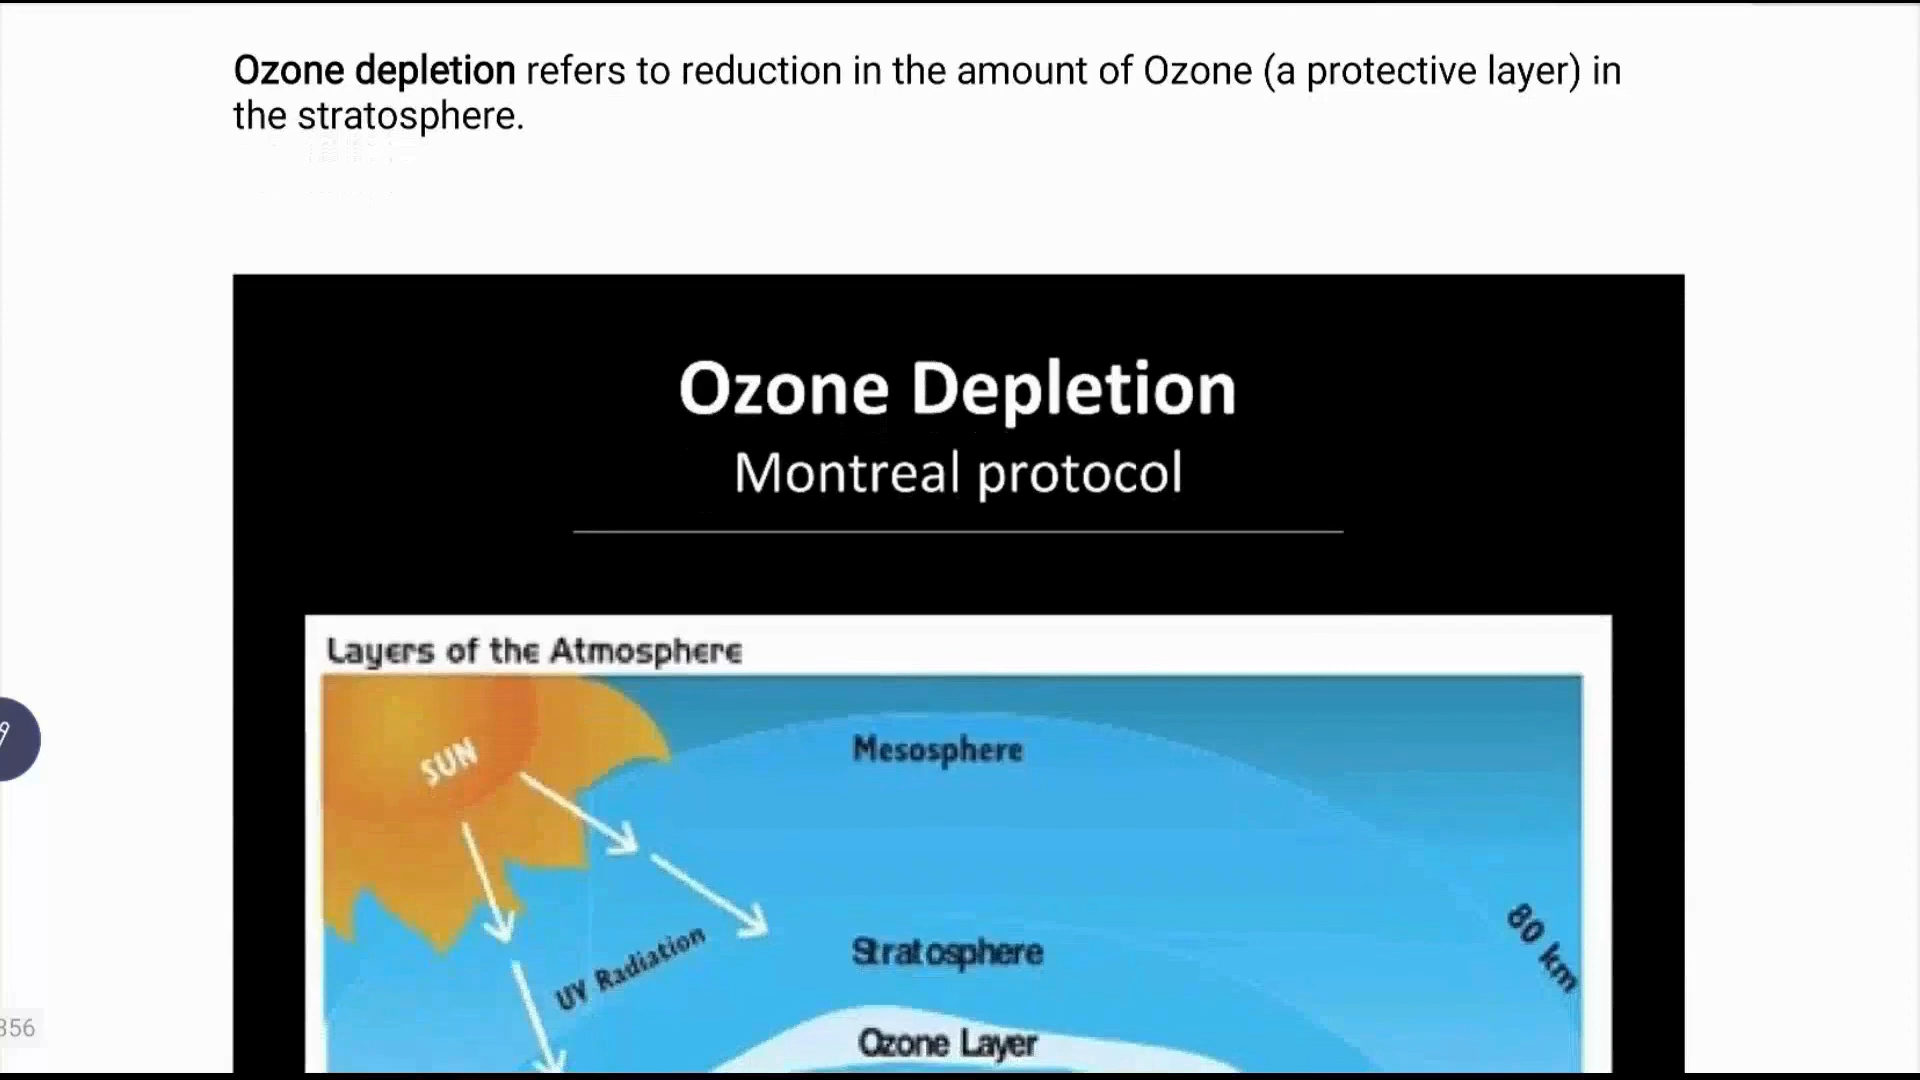 Ozone depletion refers to reduction in the amount of Ozone (a protective layer) in
the stratosphere.
Ozone Depletion
Montreal protocol
Layers of the Atmosphere
SUN
Mesosphere
UV Radiation
Stratosphere
80 km
Ozone Layer
356